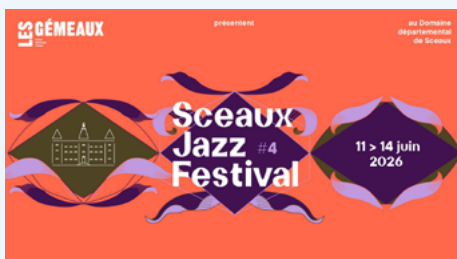 LES GÉMEAUX
présentent
au Domaine
départemental
de Sceaux
Sceaux
Jazz #4
Festival
11 > 14 juin
2026